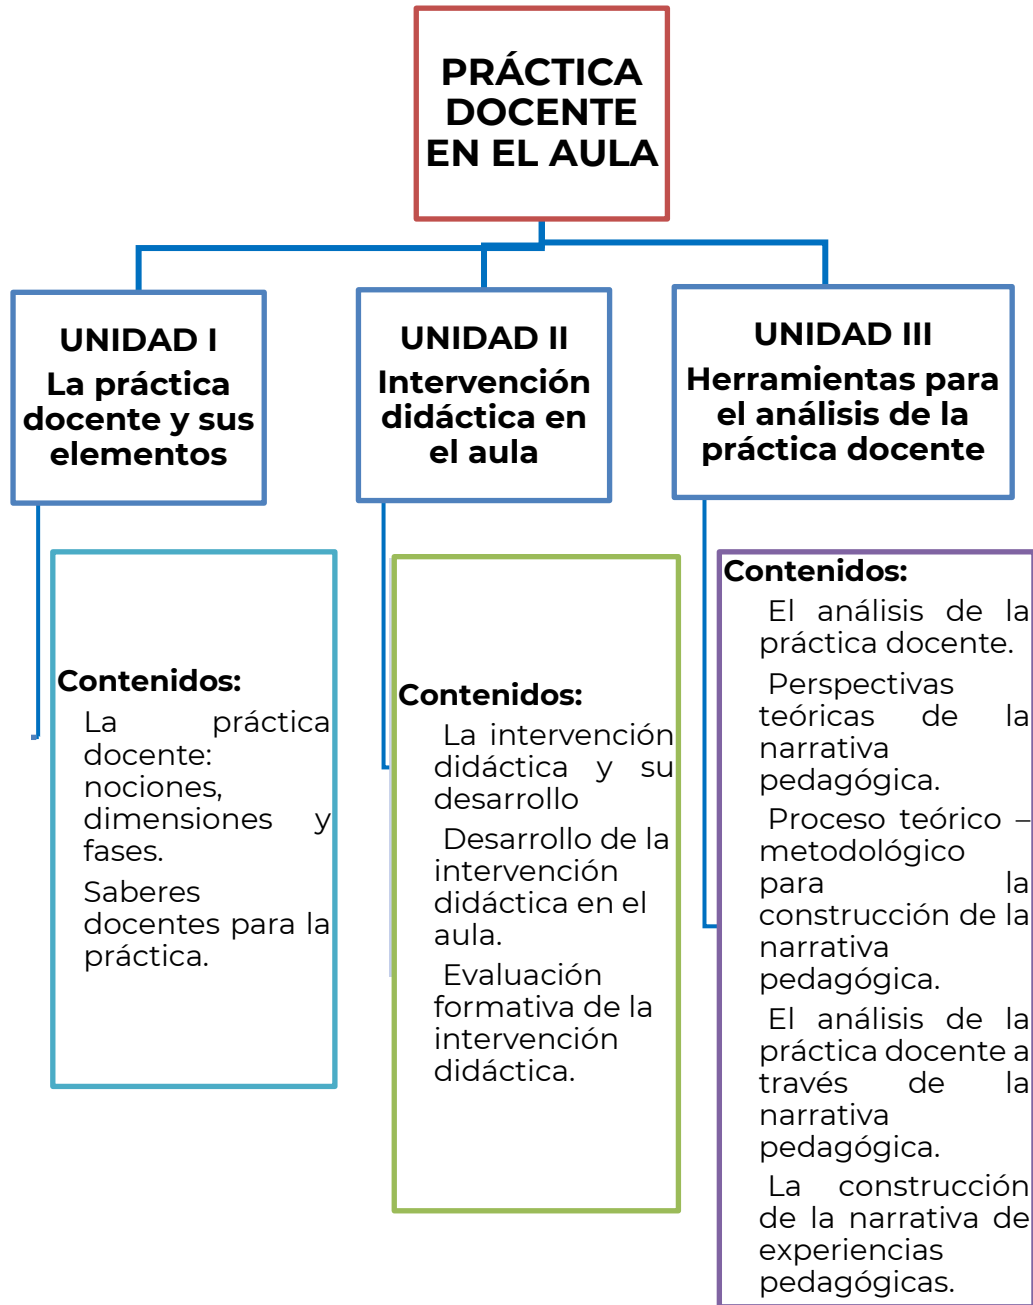 PRÁCTICA
DOCENTE
EN EL AULA
UNIDAD I
La práctica
docente y sus
elementos
UNIDAD II
Intervención
didáctica en
el aula
UNIDAD III
Herramientas para
el análisis de la
práctica docente
Contenidos:
La práctica
docente:
nociones,
dimensiones y
fases.
Saberes
docentes para la
práctica.
Contenidos:
La intervención
didáctica y su
desarrollo
Desarrollo de la
intervención
didáctica en el
aula.
Evaluación
formativa de la
intervención
didáctica.
Contenidos:
El análisis de la
práctica docente.
Perspectivas
teóricas de la
narrativa
pedagógica.
Proceso teórico –
metodológico
para la
construcción de la
narrativa
pedagógica.
El análisis de la
práctica docente a
través de la
narrativa
pedagógica.
La construcción
de la narrativa de
experiencias
pedagógicas.